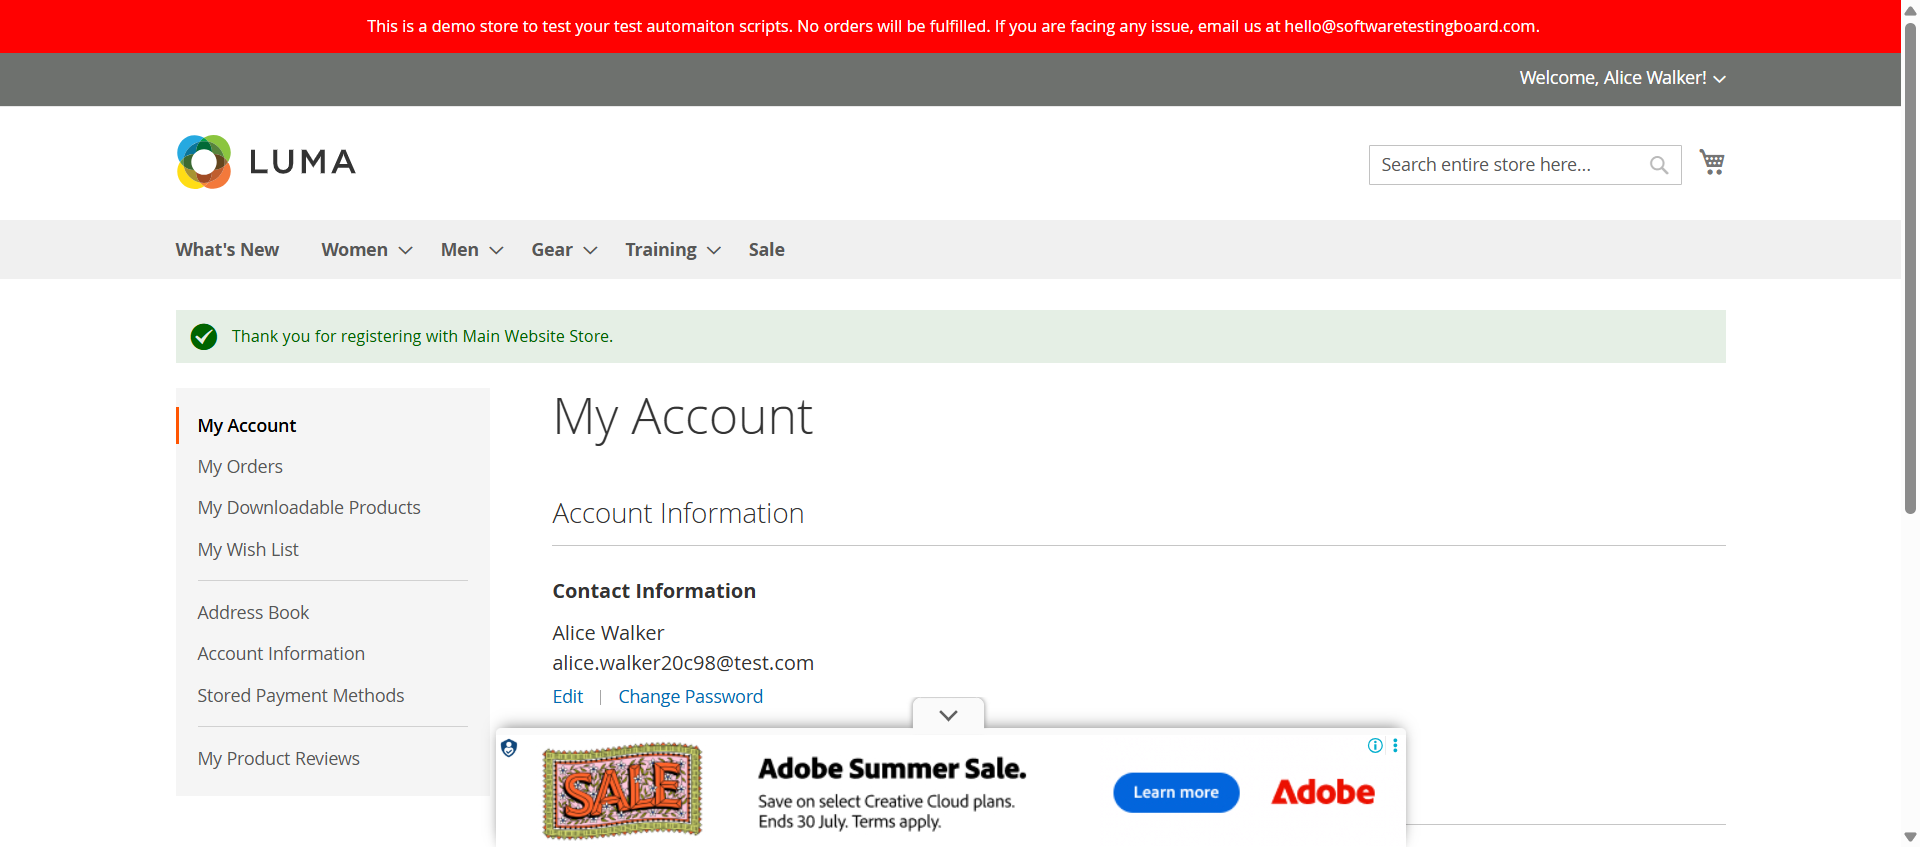 This is a demo store to test your test automaiton scripts. No orders will be fulfilled. If you are facing any issue, email us at hello@softwaretestingboard.com.
Welcome, Alice Walker!
LUMA
Search entire store here...
What's New Women Men Gear Training Sale
Thank you for registering with Main Website Store.
My Account
My Orders
My Downloadable Products
My Wish List
Address Book
Account Information
Stored Payment Methods
My Product Reviews
My Account
Account Information
Contact Information
Alice Walker
alice.walker20c98@test.com
Edit | Change Password
SALE
Adobe Summer Sale.
Save on select Creative Cloud plans.
Ends 30 July. Terms apply.
Learn more
Adobe